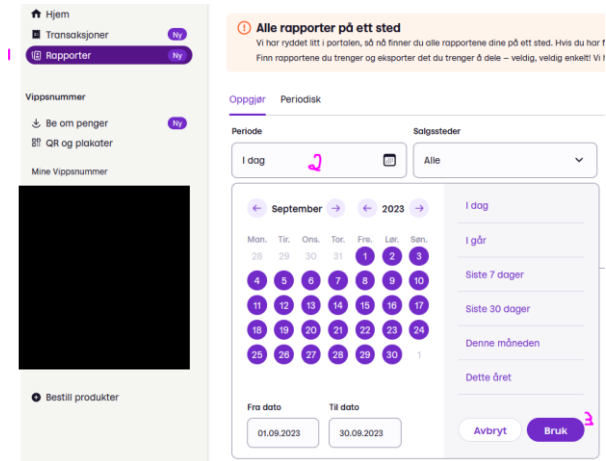 Hjem
Transaksjoner Ny
1 Rapporter Ny
Vippsnummer
Be om penger Ny
QR og plakater
Mine Vippsnummer
Bestill produkter
Alle rapporter på ett sted
Vi har ryddet litt i portalen, så nå finner du alle rapportene dine på ett sted. Hvis du har
Finn rapportene du trenger og eksporter det du trenger å dele – veldig, veldig enkelt! Vi
Oppgjør Periodisk
Periode Salgssteder
I dag 2 Alle
September 2023
Man. Tir. Ons. Tor. Fre. Lør. Søn.
28 29 30 31 1 2 3
4 5 6 7 8 9 10
11 12 13 14 15 16 17
18 19 20 21 22 23 24
25 26 27 28 29 30 1
Fra dato Til dato
01.09.2023 30.09.2023
I dag
I går
Siste 7 dager
Siste 30 dager
Denne måneden
Dette året
Avbryt Bruk 3